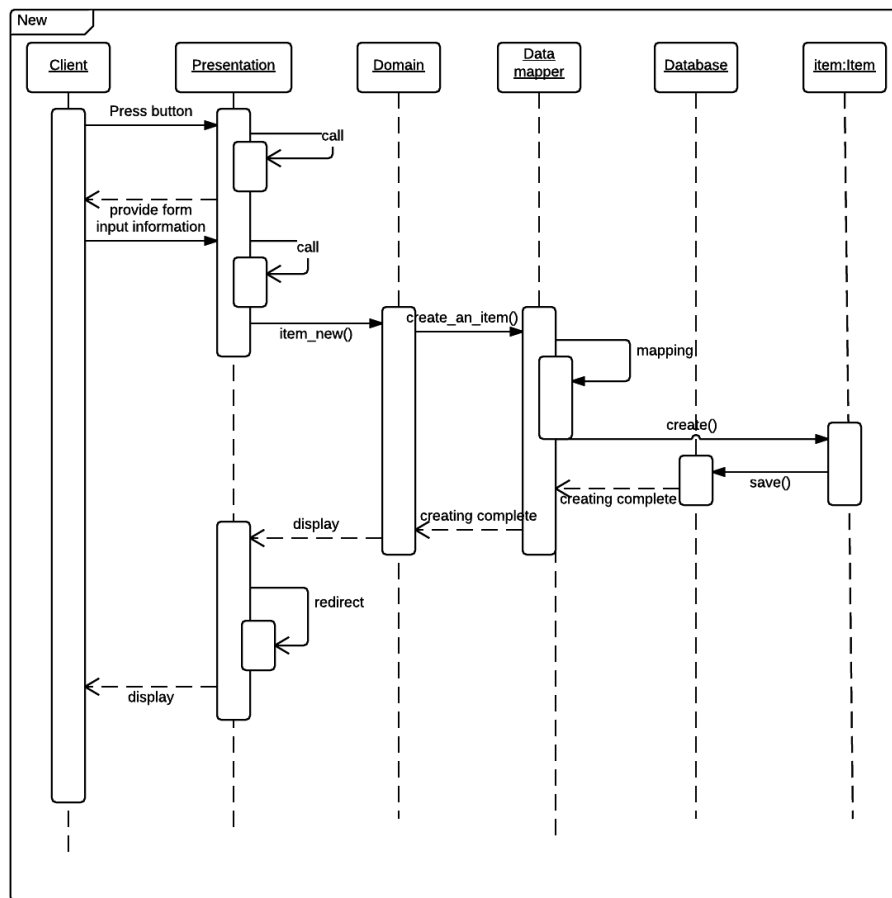 New
Client
Presentation
Domain
Data
mapper
Database
item:Item
Press button
call
provide form
input information
call
item_new()
create_an_item()
mapping
create()
save()
creating complete
creating complete
display
redirect
display